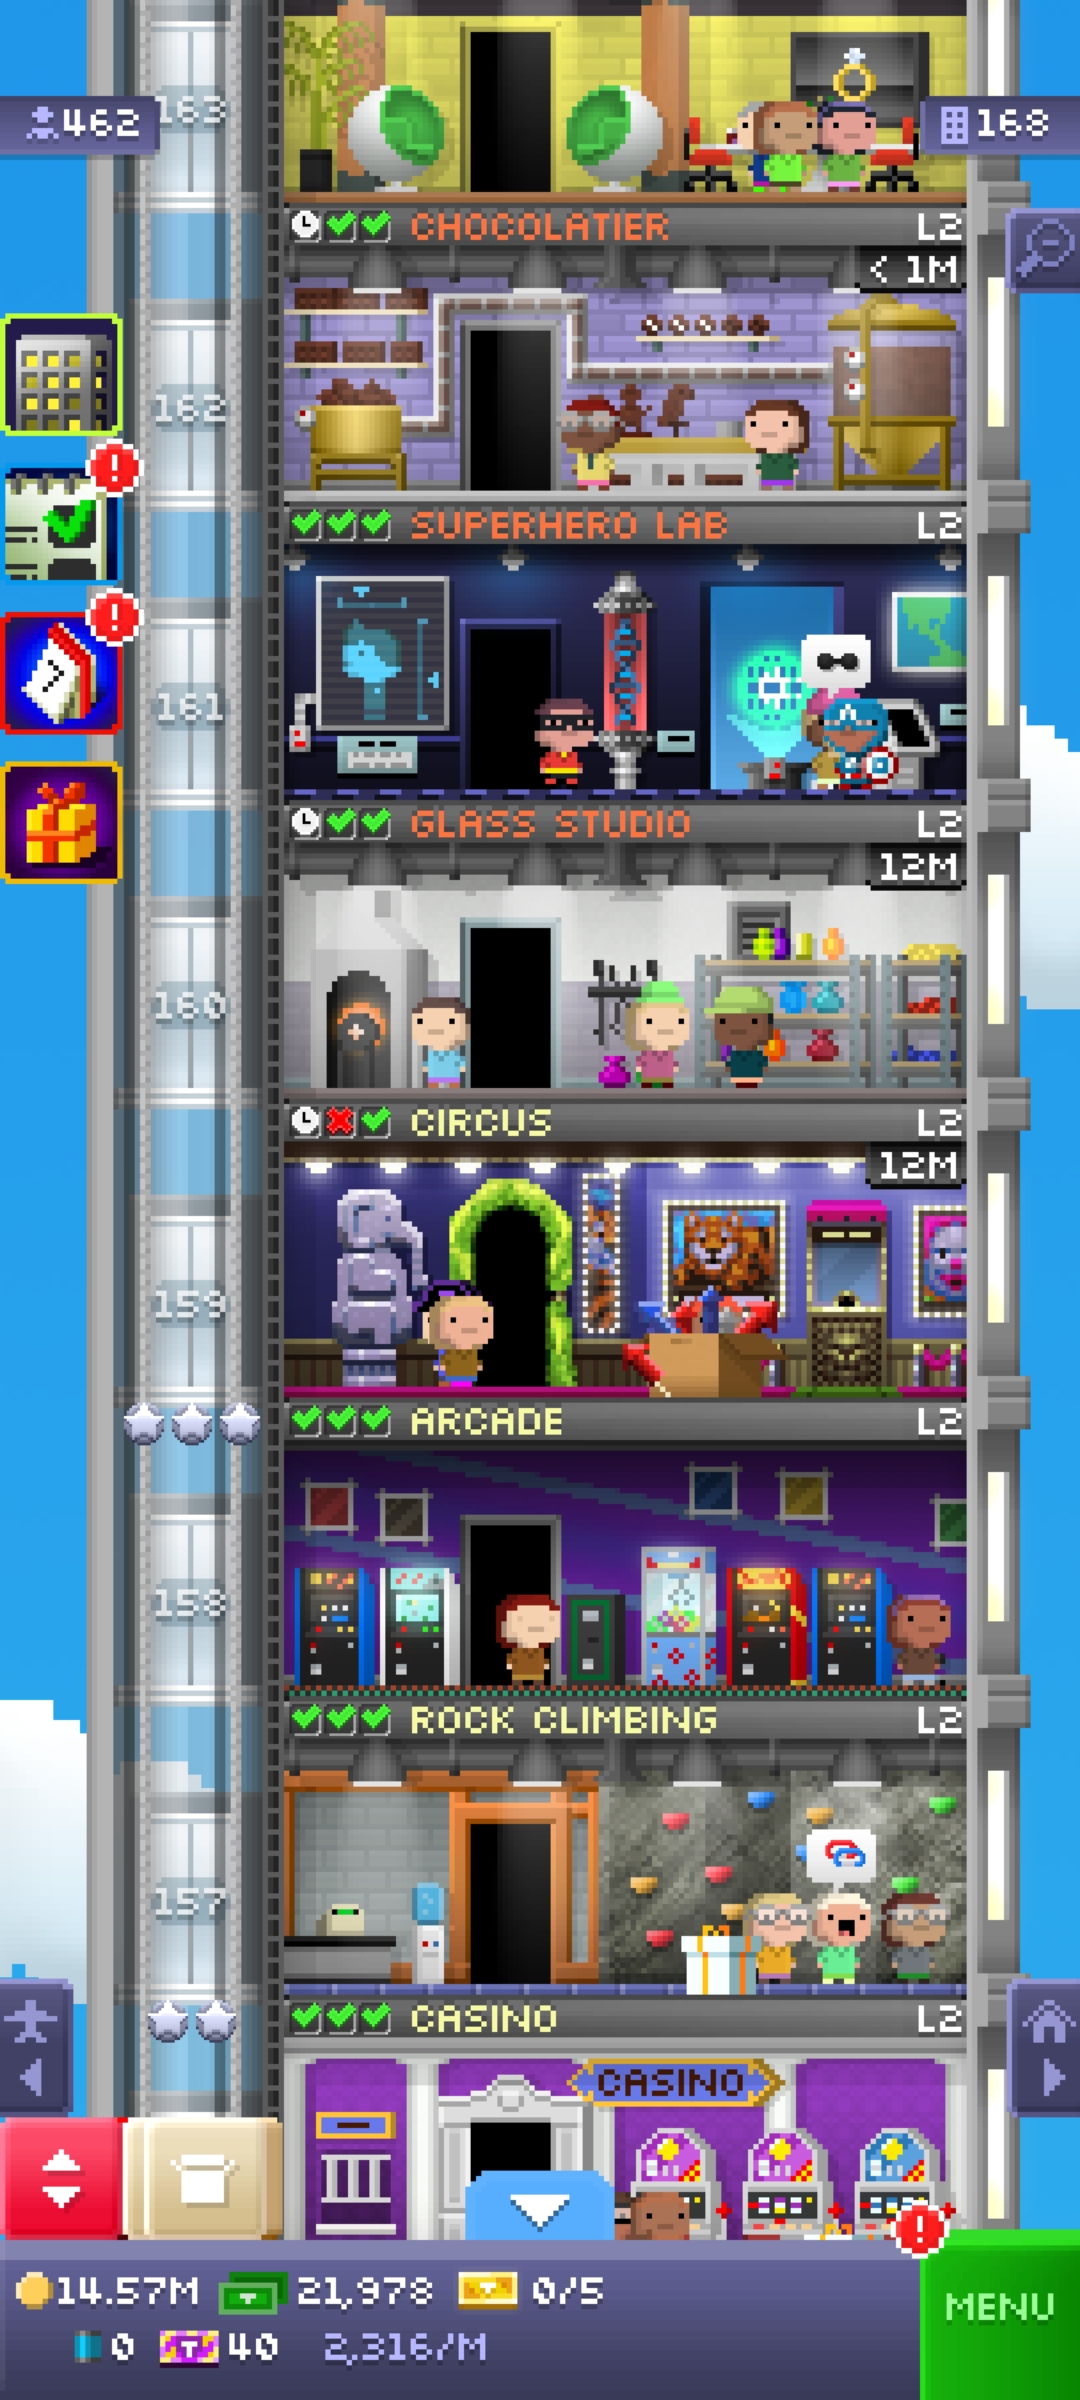 163
462
168
CHOCOLATIER L2
< 1M
162
SUPERHERO LAB L2
161
GLASS STUDIO L2
12M
160
CIRCUS L2
12M
159
ARCADE L2
158
ROCK CLIMBING L2
157
CASINO L2
CASINO
14.57M 21,978 0/5
MENU
0 T 40 2,316/M